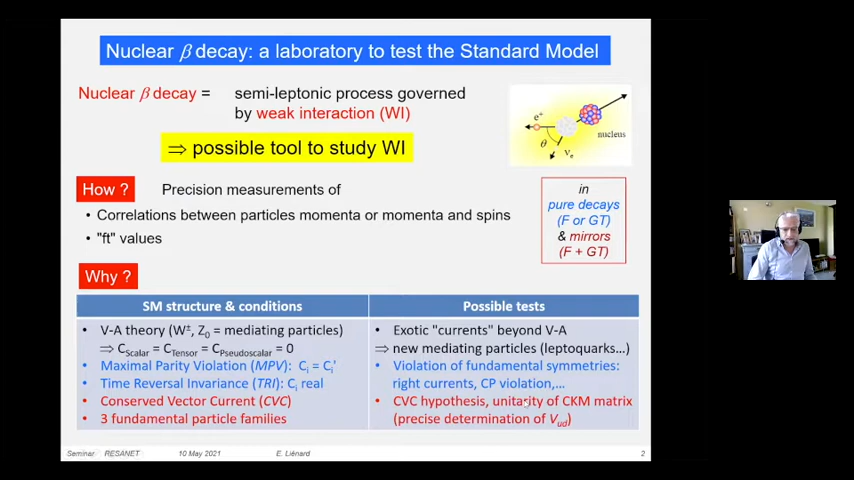 Nuclear β decay: a laboratory to test the Standard Model
Nuclear β decay = semi-leptonic process governed
by weak interaction (WI)
⇒ possible tool to study WI
e⁺
θ
νe
nucleus
How ? Precision measurements of
• Correlations between particles momenta or momenta and spins
• "ft" values
in
pure decays
(F or GT)
& mirrors
(F + GT)
Why ?
SM structure & conditions
• V-A theory (W±, Z0 = mediating particles)
⇒ CScalar = CTensor = CPseudoscalar = 0
• Maximal Parity Violation (MPV): Ci = Ci'
• Time Reversal Invariance (TRI): Ci real
• Conserved Vector Current (CVC)
• 3 fundamental particle families
Possible tests
• Exotic "currents" beyond V-A
⇒ new mediating particles (leptoquarks...)
• Violation of fundamental symmetries:
right currents, CP violation,...
• CVC hypothesis, unitarity of CKM matrix
(precise determination of Vud)
Seminar RESANET 10 May 2021 E. Liénard 2